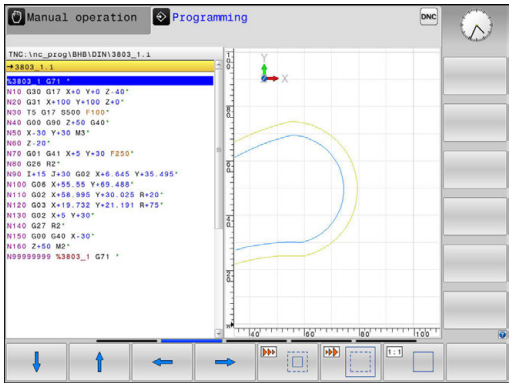 Manual operation
Programming
DNC
TNC:\nc_prog\BHB\DIN\3803_1.i
→3803_1.i
%3803_1 G71 *
N10 G30 G17 X+0 Y+0 Z-40*
N20 G31 X+100 Y+100 Z+0*
N30 T5 G17 S500 F100*
N40 G00 G90 Z+50 G40*
N50 X-30 Y+30 M3*
N60 Z-20*
N70 G01 G41 X+5 Y+30 F250*
N80 G26 R2*
N90 I+15 J+30 G02 X+6.645 Y+35.495*
N100 G06 X+55.55 Y+69.488*
N110 G02 X+58.995 Y+30.025 R+20*
N120 G03 X+19.732 Y+21.191 R+75*
N130 G02 X+5 Y+30*
N140 G27 R2*
N150 G00 G40 X-30*
N160 Z+50 M2*
N99999999 %3803_1 G71 *
Y
X
80
60
40
20
40
60
80
100
1:1